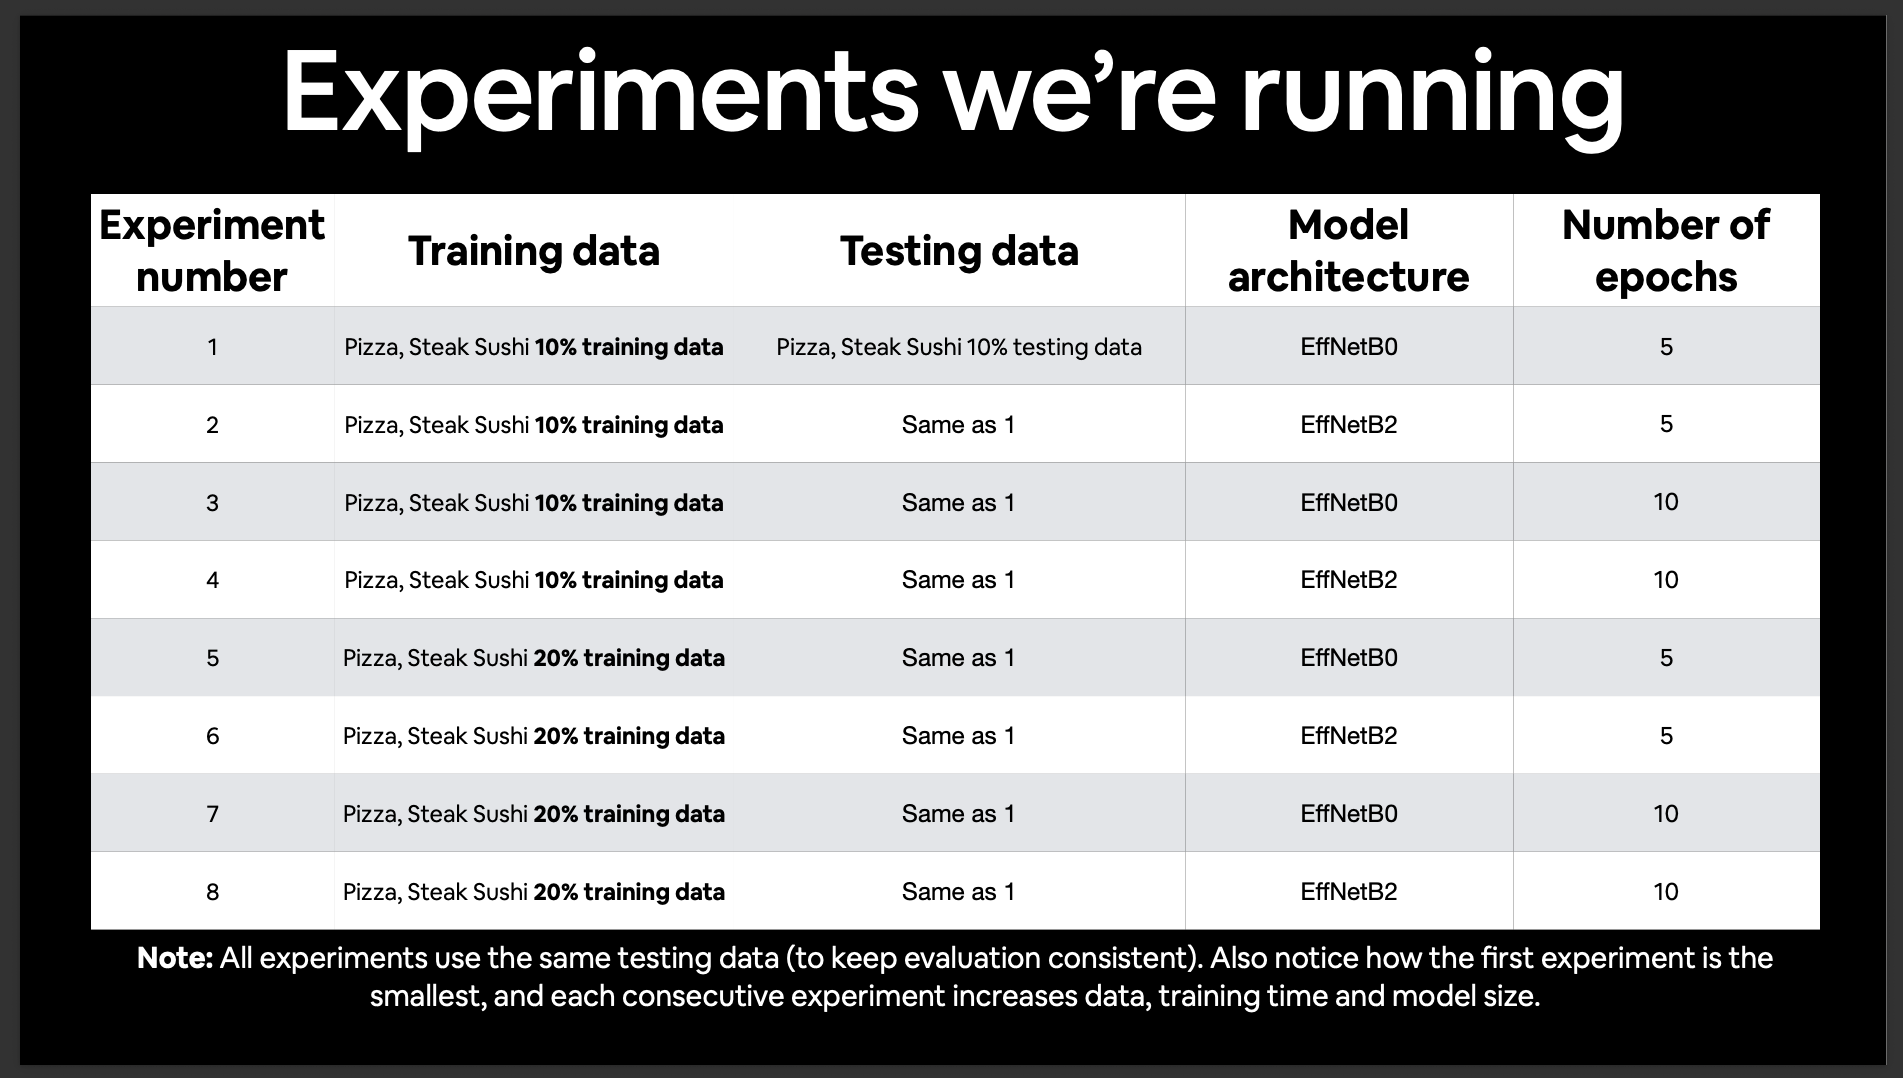 Experiments we’re running
Experiment number Training data Testing data Model architecture Number of epochs
1 Pizza, Steak Sushi 10% training data Pizza, Steak Sushi 10% testing data EffNetB0 5
2 Pizza, Steak Sushi 10% training data Same as 1 EffNetB2 5
3 Pizza, Steak Sushi 10% training data Same as 1 EffNetB0 10
4 Pizza, Steak Sushi 10% training data Same as 1 EffNetB2 10
5 Pizza, Steak Sushi 20% training data Same as 1 EffNetB0 5
6 Pizza, Steak Sushi 20% training data Same as 1 EffNetB2 5
7 Pizza, Steak Sushi 20% training data Same as 1 EffNetB0 10
8 Pizza, Steak Sushi 20% training data Same as 1 EffNetB2 10
Note: All experiments use the same testing data (to keep evaluation consistent). Also notice how the first experiment is the
smallest, and each consecutive experiment increases data, training time and model size.